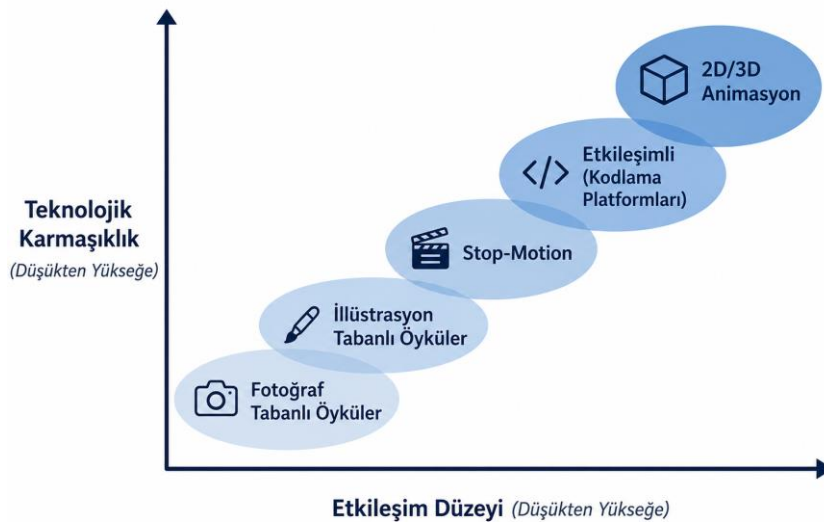 2D/3D
Animasyon
</>
Etkileşimli
(Kodlama
Platformları)
Teknolojik
Karmaşıklık
(Düşükten Yükseğe)
Stop-Motion
İllüstrasyon
Tabanlı Öyküler
Fotoğraf
Tabanlı Öyküler
Etkileşim Düzeyi (Düşükten Yükseğe)